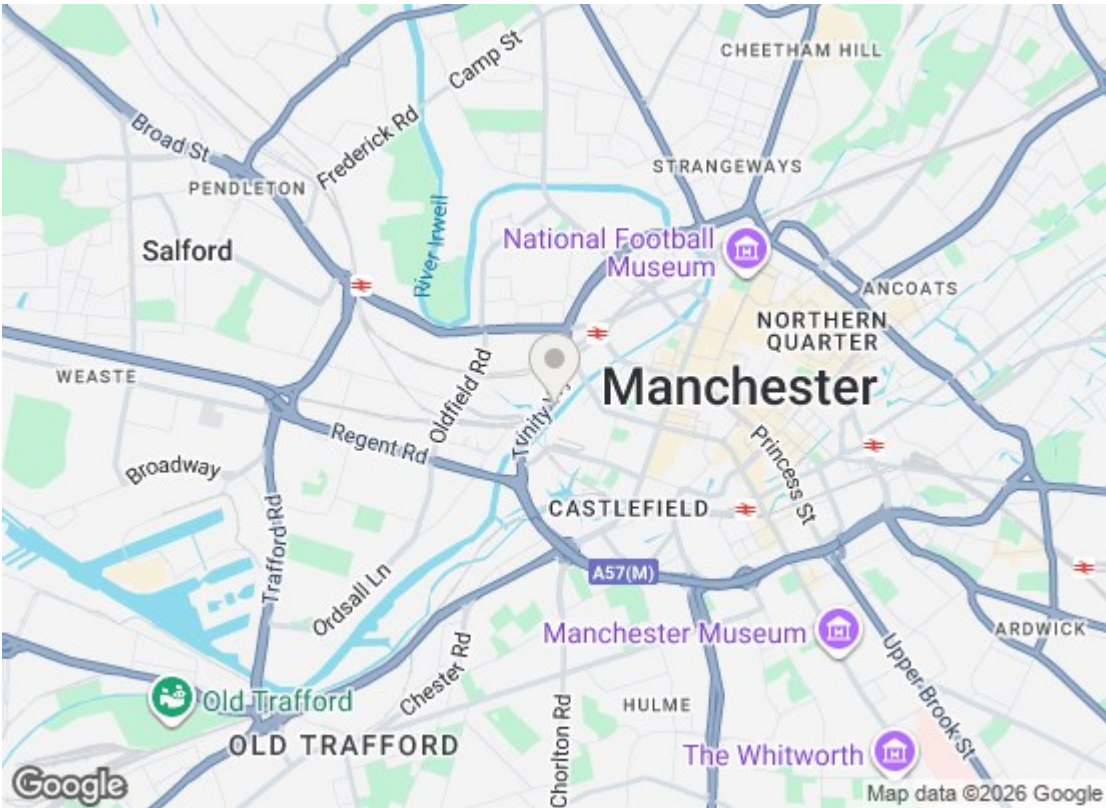 CHEETHAM HILL
Camp St
Frederick Rd
Broad St
STRANGEWAYS
PENDLETON
River Irwell
Salford
National Football
Museum
ANCOATS
NORTHERN
QUARTER
WEASTE
Oldfield Rd
Trinity Way
Manchester
Regent Rd
Broadway
Princess St
CASTLEFIELD
Trafford Rd
A57(M)
Ordsall Ln
Manchester Museum
ARDWICK
Chester Rd
Upper Brook St
Old Trafford
HULME
Chorlton Rd
OLD TRAFFORD
The Whitworth
Google
Map data ©2026 Google